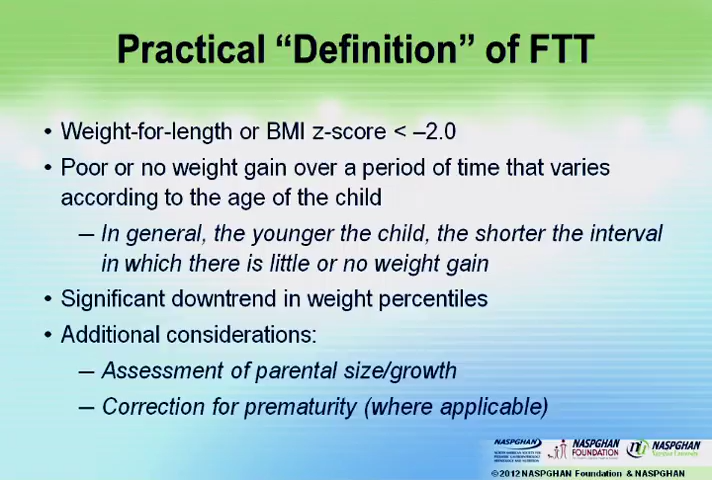 Practical “Definition” of FTT
• Weight-for-length or BMI z-score < –2.0
• Poor or no weight gain over a period of time that varies
according to the age of the child
— In general, the younger the child, the shorter the interval
in which there is little or no weight gain
• Significant downtrend in weight percentiles
• Additional considerations:
— Assessment of parental size/growth
— Correction for prematurity (where applicable)
NASPGHAN
NASPGHAN
FOUNDATION
NASPGHAN
©2012 NASPGHAN Foundation & NASPGHAN